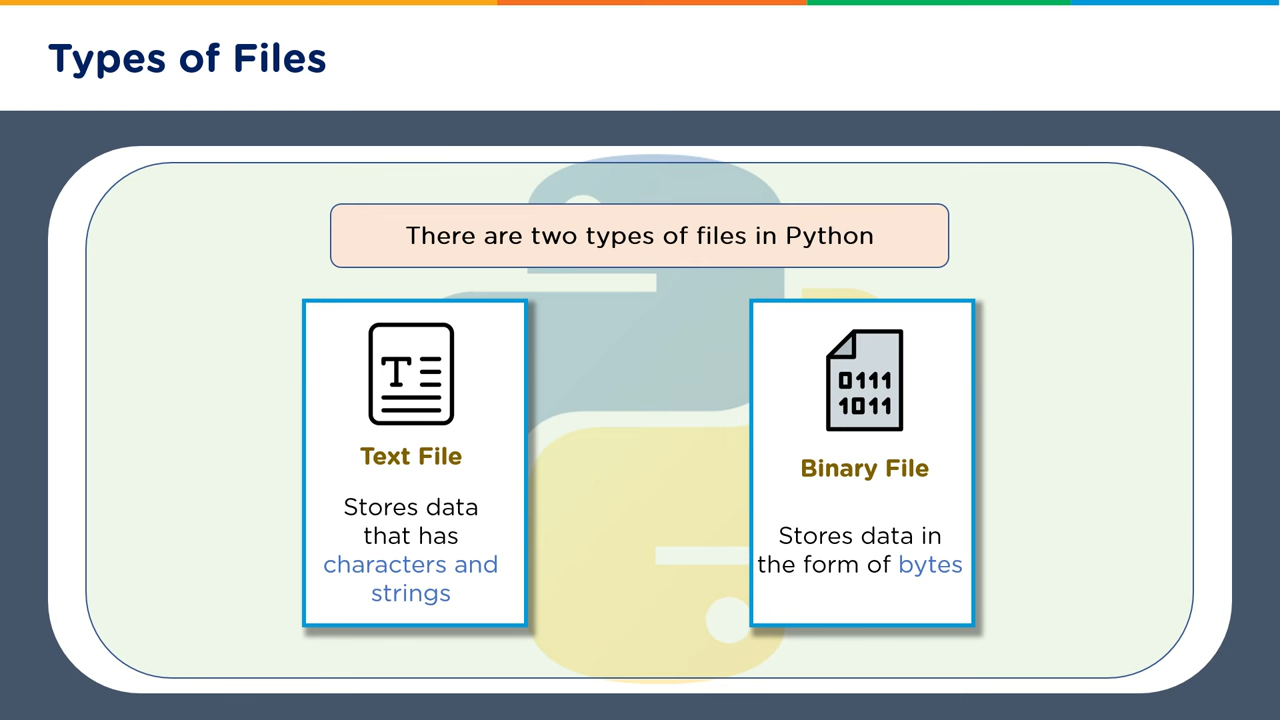 Types of Files
There are two types of files in Python
T
Text File
Stores data
that has
characters and
strings
0111
1011
Binary File
Stores data in
the form of bytes